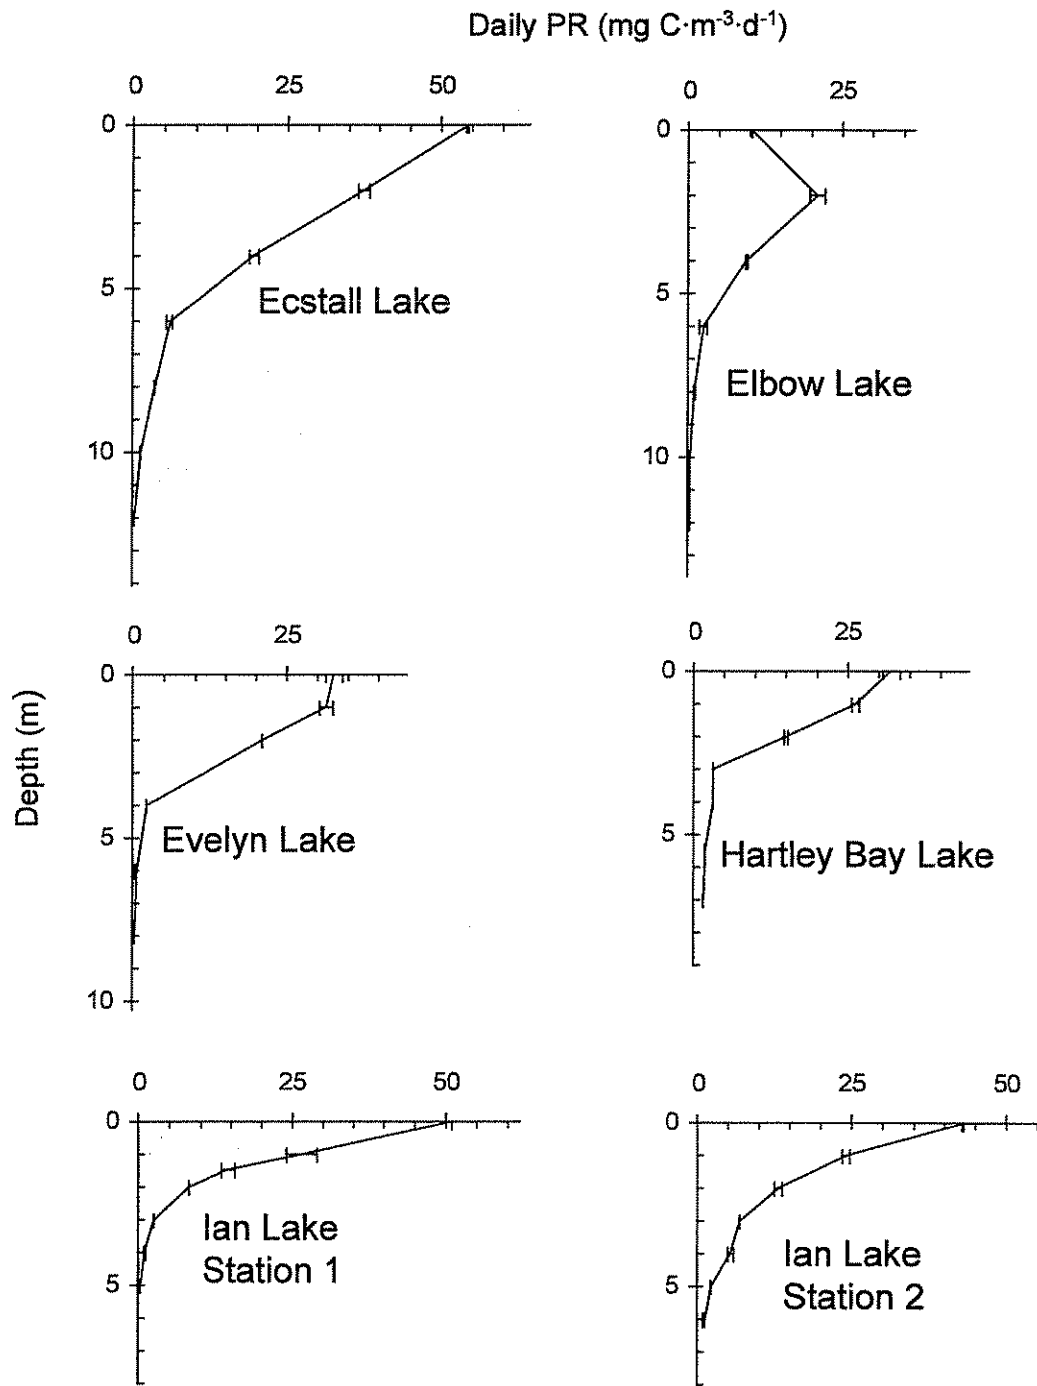 Daily PR (mg C·m⁻³·d⁻¹)
0 25 50
0
5
10
Ecstall Lake
0 25
0
5
10
Elbow Lake
Depth (m)
0 25
0
5
10
Evelyn Lake
0 25
0
5
Hartley Bay Lake
0 25 50
0
5
Ian Lake
Station 1
0 25 50
0
5
Ian Lake
Station 2